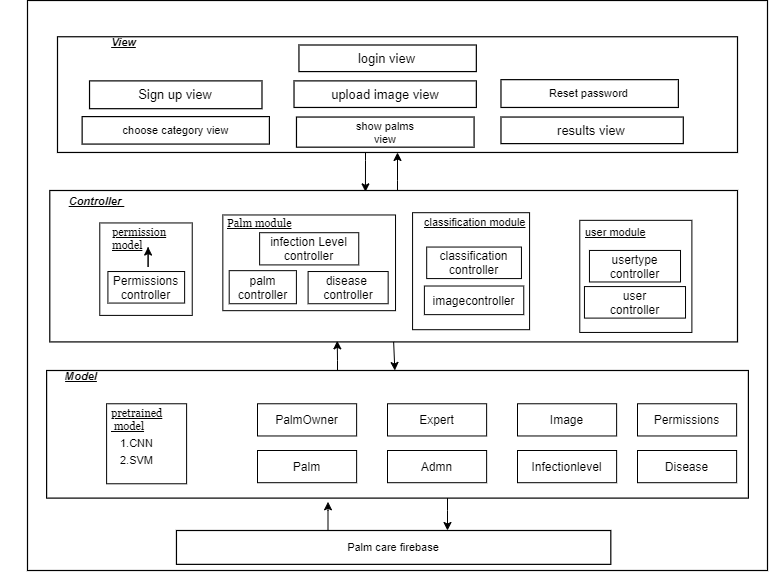 View
login view
Sign up view
upload image view
Reset password
choose category view
show palms
view
results view
Controller
permission
model
Permissions
controller
Palm module
infection Level
controller
palm
controller
disease
controller
classification module
classification
controller
imagecontroller
user module
usertype
controller
user
controller
Model
pretrained
model
1.CNN
2.SVM
PalmOwner
Expert
Image
Permissions
Palm
Admn
Infectionlevel
Disease
Palm care firebase